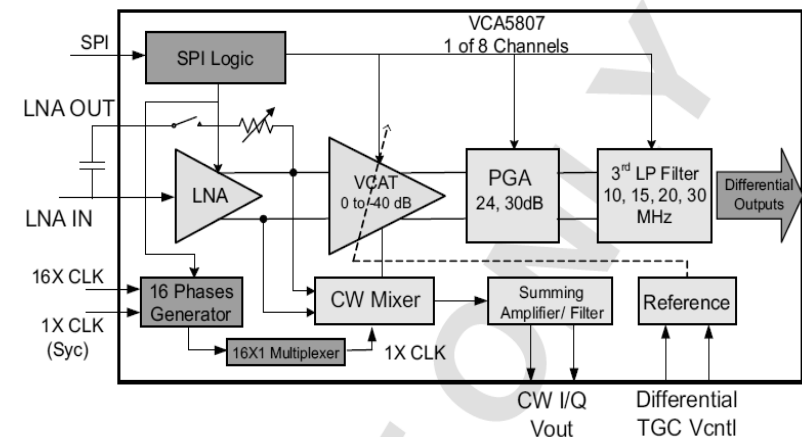 VCA5807
1 of 8 Channels
SPI
SPI Logic
LNA OUT
LNA
LNA IN
VCAT
0 to -40 dB
PGA
24, 30dB
3rd LP Filter
10, 15, 20, 30
MHz
Differential
Outputs
16X CLK
1X CLK
(Syc)
16 Phases
Generator
16X1 Multiplexer
1X CLK
CW Mixer
Summing
Amplifier/ Filter
Reference
CW I/Q
Vout
Differential
TGC Vcntl